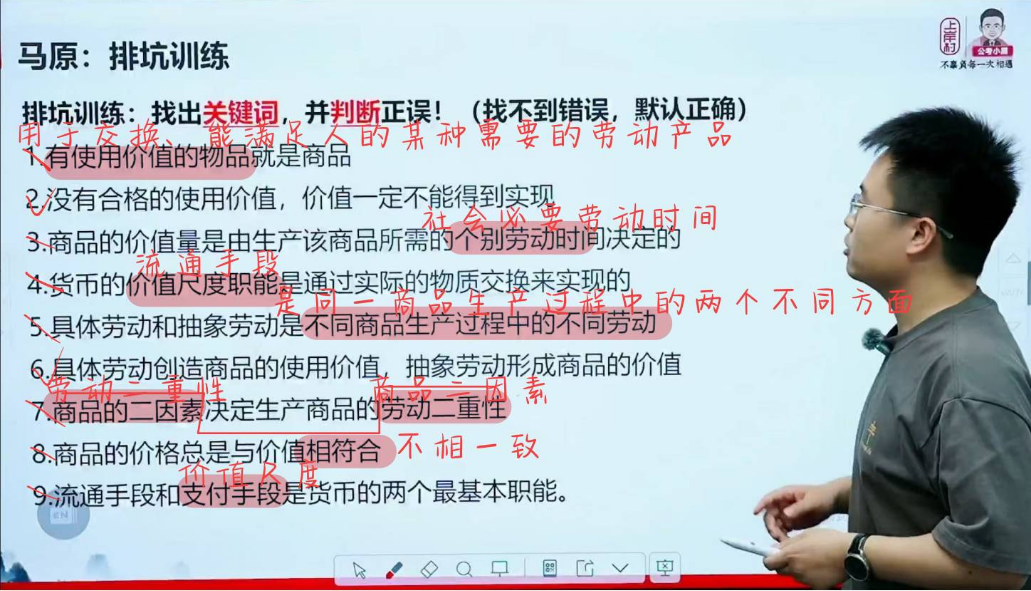 马原：排坑训练
上岸村
公考小黑
不辜负每一次相遇
排坑训练：找出关键词，并判断正误！（找不到错误，默认正确）
用于交换、能满足人的某种需要的劳动产品
1.有使用价值的物品就是商品
2.没有合格的使用价值，价值一定不能得到实现
社会必要劳动时间
3.商品的价值量是由生产该商品所需的个别劳动时间决定的
流通手段
4.货币的价值尺度职能是通过实际的物质交换来实现的
是同一商品生产过程中的两个不同方面
5.具体劳动和抽象劳动是不同商品生产过程中的不同劳动
6.具体劳动创造商品的使用价值，抽象劳动形成商品的价值
劳动二重性 商品二因素
7.商品的二因素决定生产商品的劳动二重性
8.商品的价格总是与价值相符合 不相一致
价值尺度
9.流通手段和支付手段是货币的两个最基本职能。